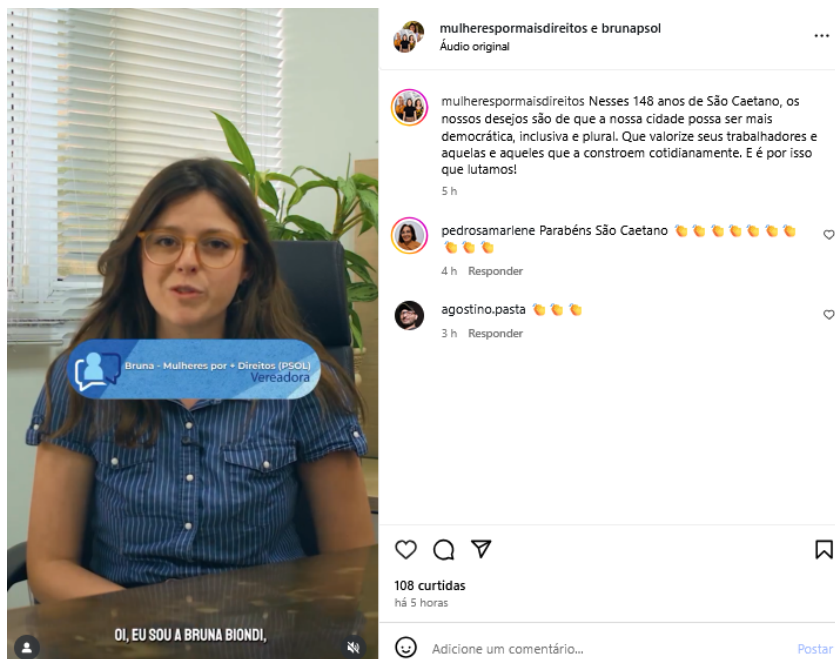 mulherespormaisdireitos e brunapsol
Áudio original
mulherespormaisdireitos Nesses 148 anos de São Caetano, os
nossos desejos são de que a nossa cidade possa ser mais
democrática, inclusiva e plural. Que valorize seus trabalhadores e
aquelas e aqueles que a constroem cotidianamente. E é por isso
que lutamos!
5 h
pedrosamarlene Parabéns São Caetano 👏👏👏👏👏👏👏
👏👏👏
4 h Responder
agostino.pasta 👏👏👏
3 h Responder
Bruna - Mulheres por + Direitos (PSOL)
Vereadora
OI, EU SOU A BRUNA BIONDI,
108 curtidas
há 5 horas
Adicione um comentário...
Postar